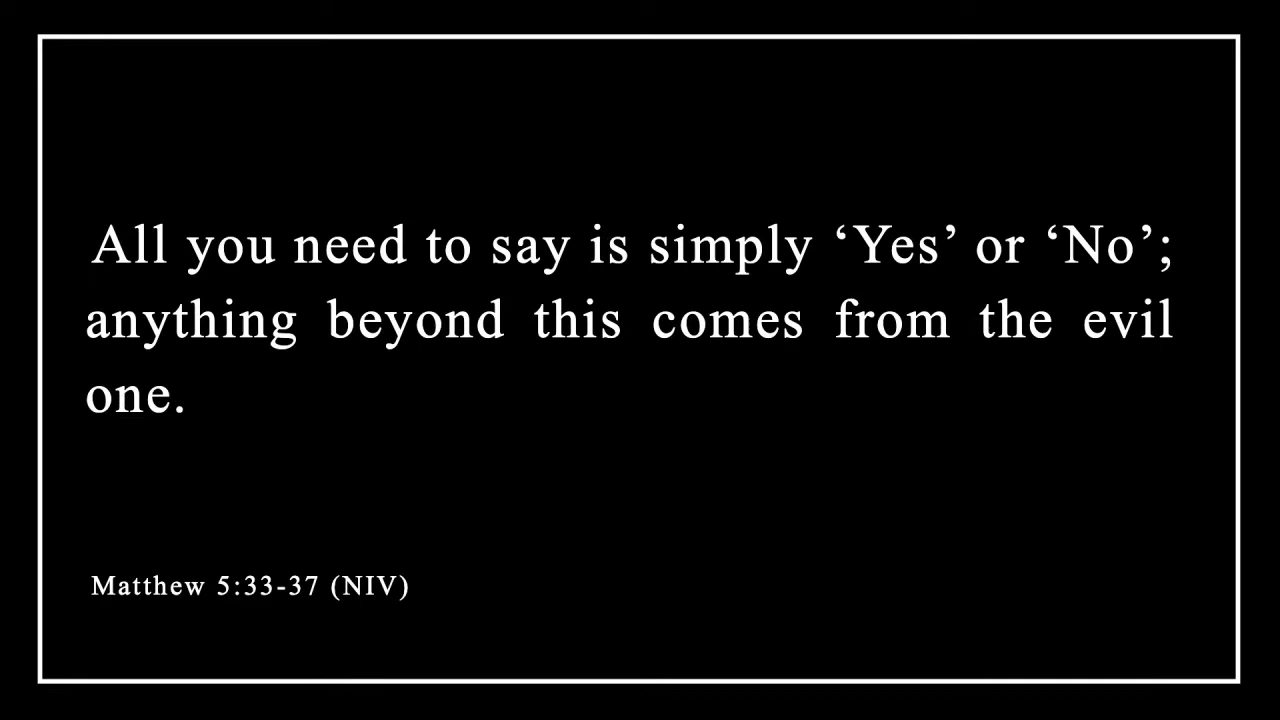 All you need to say is simply ‘Yes’ or ‘No’;
anything beyond this comes from the evil
one.
Matthew 5:33-37 (NIV)